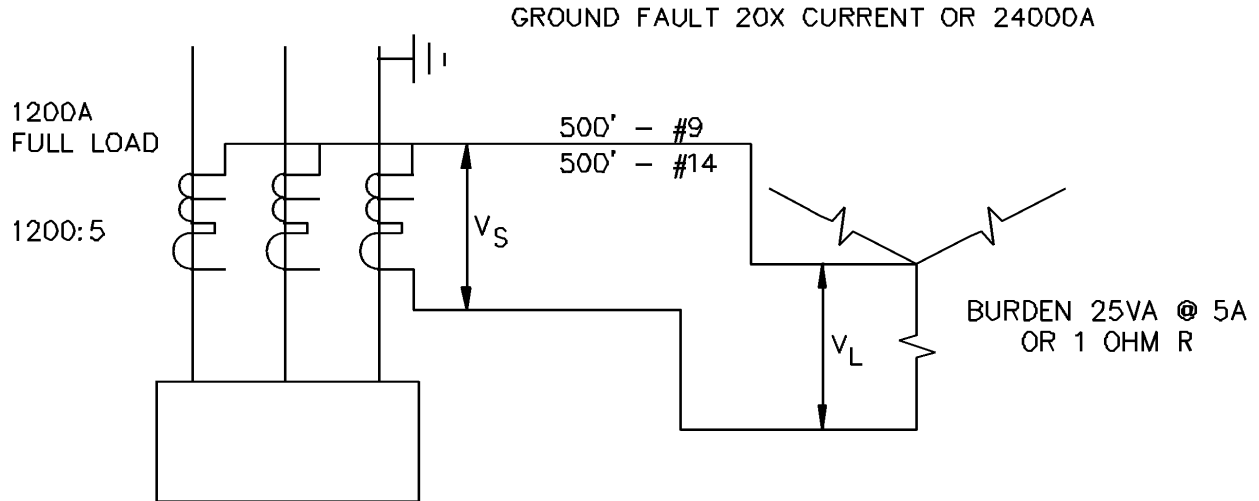 GROUND FAULT 20X CURRENT OR 24000A
1200A
FULL LOAD
500' - #9
500' - #14
1200:5
VS
BURDEN 25VA @ 5A
OR 1 OHM R
VL